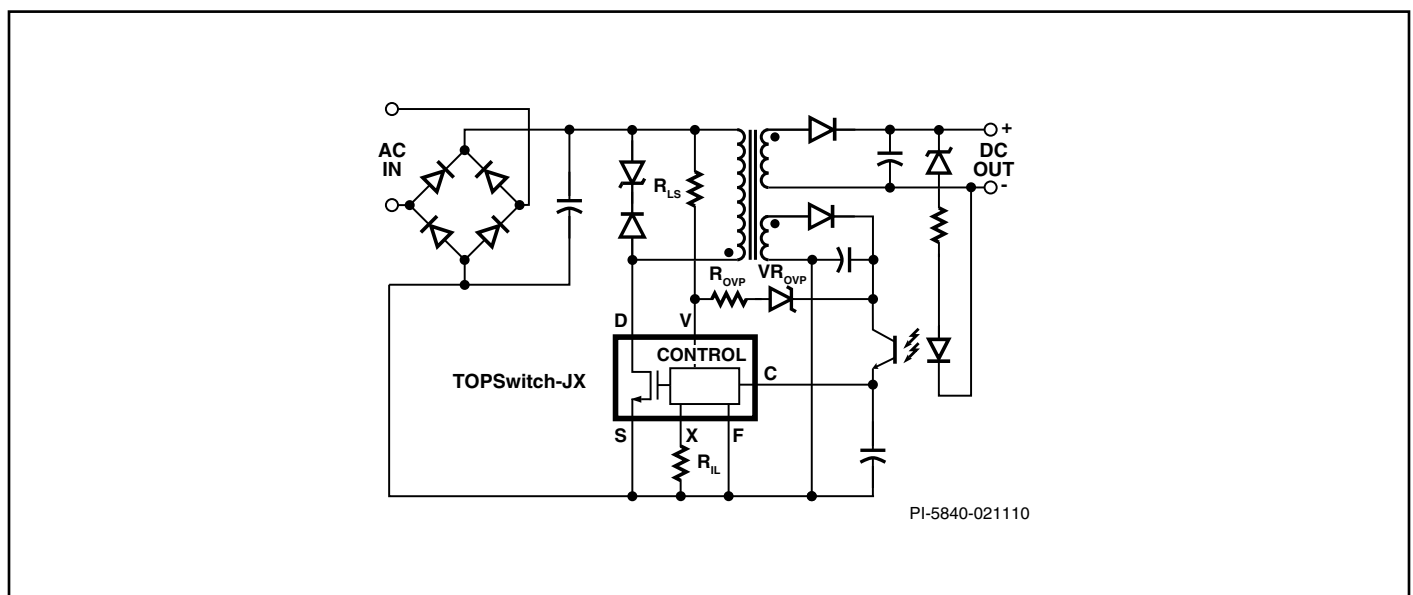 AC
IN
+
DC
OUT
-
R_LS
R_OVP
VR_OVP
D
V
CONTROL
C
TOPSwitch-JX
S
X
F
R_IL
PI-5840-021110